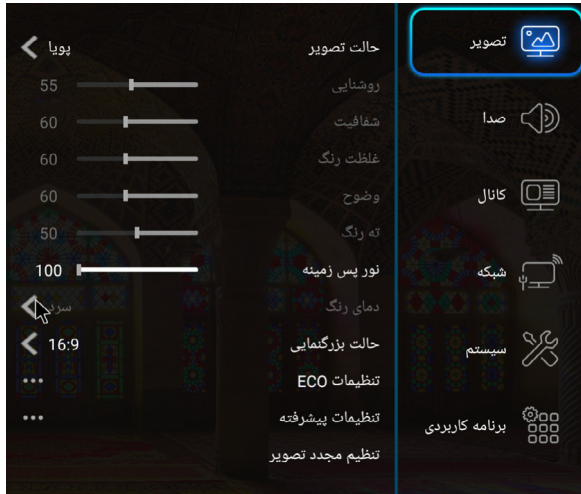 تصویر
صدا
کانال
شبکه
سیستم
برنامه کاربردی
حالت تصویر پویا
روشنایی 55
شفافیت 60
غلظت رنگ 60
وضوح 60
ته رنگ 50
نور پس زمینه 100
دمای رنگ سرد
حالت بزرگنمایی 16:9
تنظیمات ECO ...
تنظیمات پیشرفته ...
تنظیم مجدد تصویر